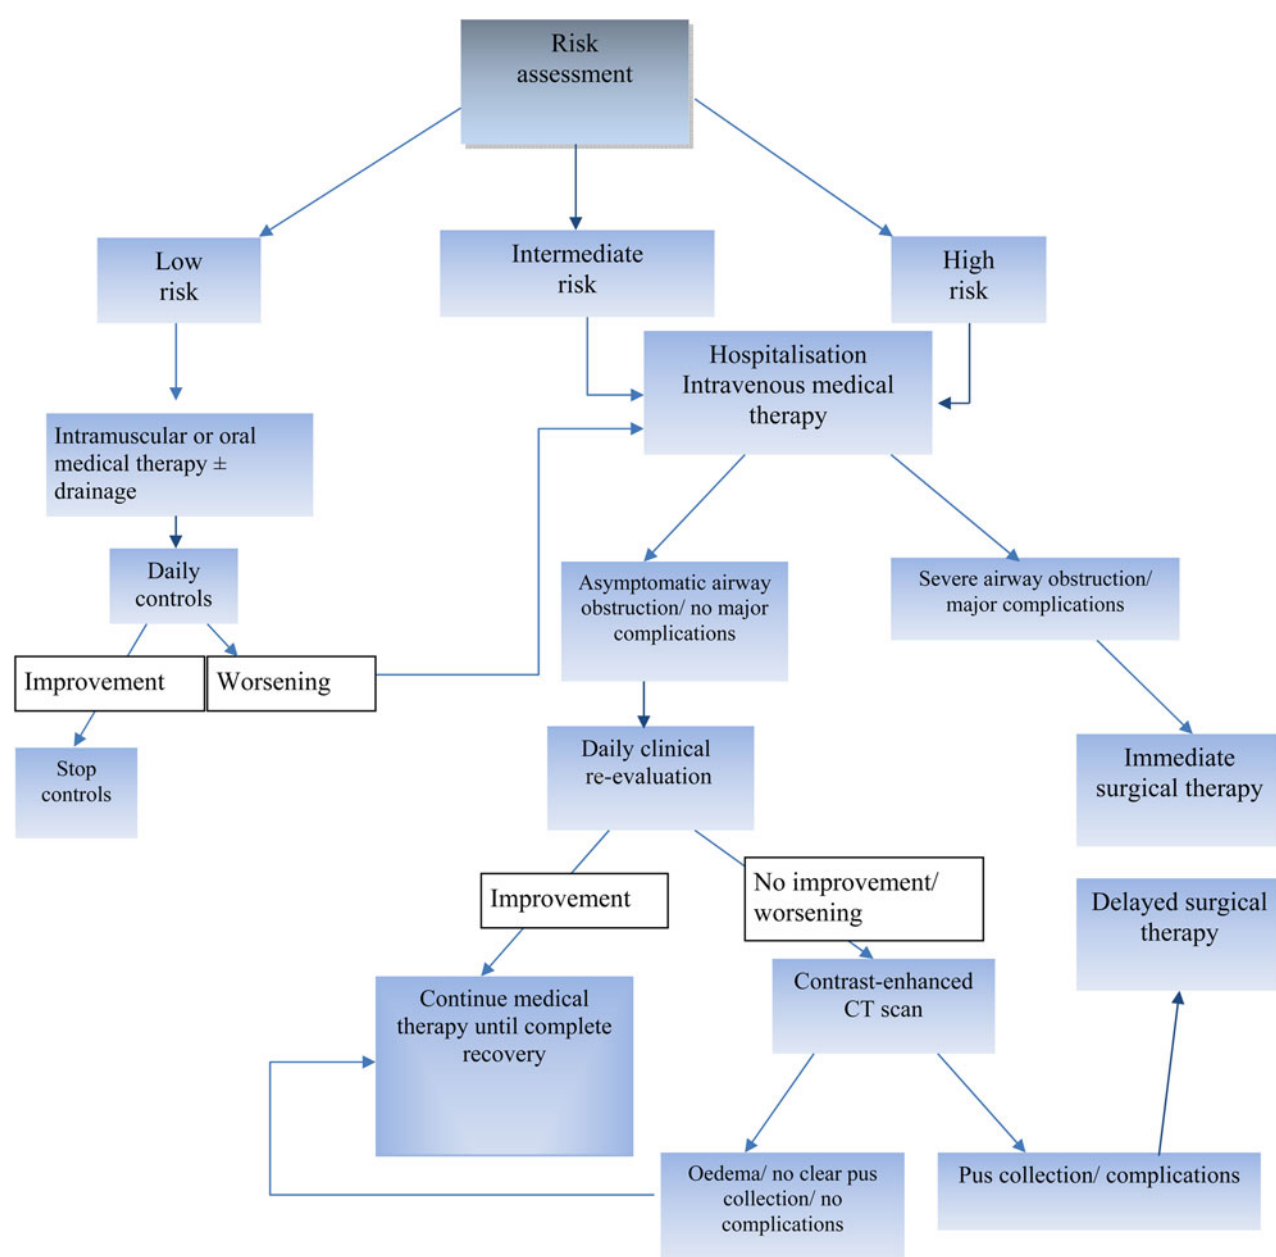 Risk
assessment
Low
risk
Intermediate
risk
High
risk
Hospitalisation
Intravenous medical
therapy
Intramuscular or oral
medical therapy ±
drainage
Daily
controls
Asymptomatic airway
obstruction/ no major
complications
Severe airway obstruction/
major complications
Improvement
Worsening
Stop
controls
Daily clinical
re-evaluation
Immediate
surgical therapy
Improvement
No improvement/
worsening
Delayed surgical
therapy
Continue medical
therapy until complete
recovery
Contrast-enhanced
CT scan
Oedema/ no clear pus
collection/ no
complications
Pus collection/ complications